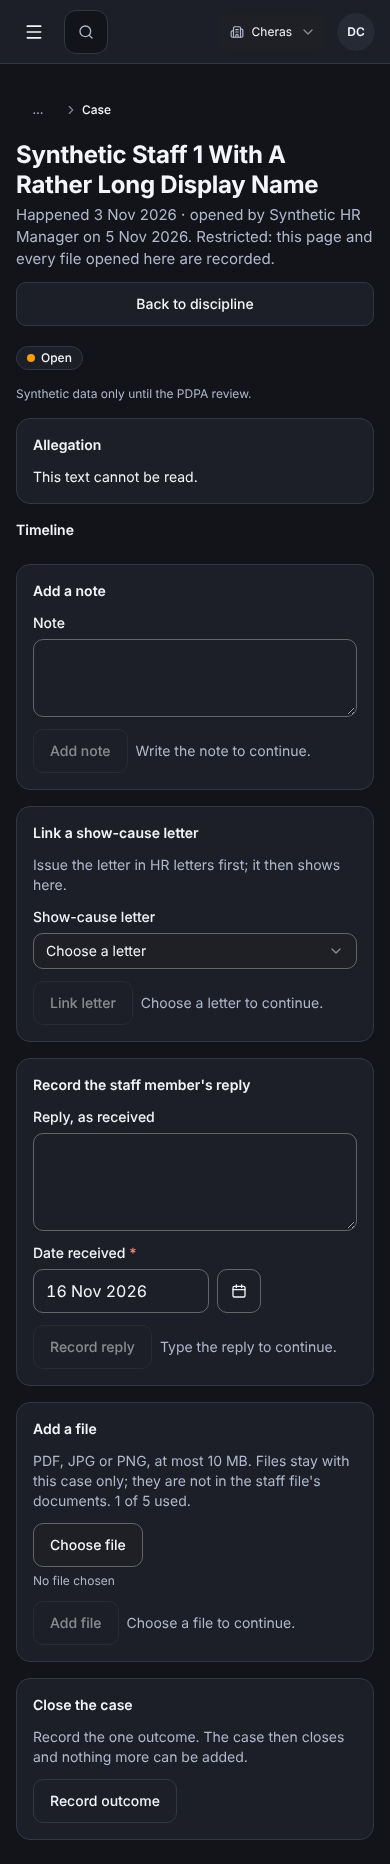 Cheras
DC
... > Case
Synthetic Staff 1 With A
Rather Long Display Name
Happened 3 Nov 2026 · opened by Synthetic HR
Manager on 5 Nov 2026. Restricted: this page and
every file opened here are recorded.
Back to discipline
Open
Synthetic data only until the PDPA review.
Allegation
This text cannot be read.
Timeline
Add a note
Note
Add note
Write the note to continue.
Link a show-cause letter
Issue the letter in HR letters first; it then shows
here.
Show-cause letter
Choose a letter
Link letter
Choose a letter to continue.
Record the staff member's reply
Reply, as received
Date received *
16 Nov 2026
Record reply
Type the reply to continue.
Add a file
PDF, JPG or PNG, at most 10 MB. Files stay with
this case only; they are not in the staff file's
documents. 1 of 5 used.
Choose file
No file chosen
Add file
Choose a file to continue.
Close the case
Record the one outcome. The case then closes
and nothing more can be added.
Record outcome